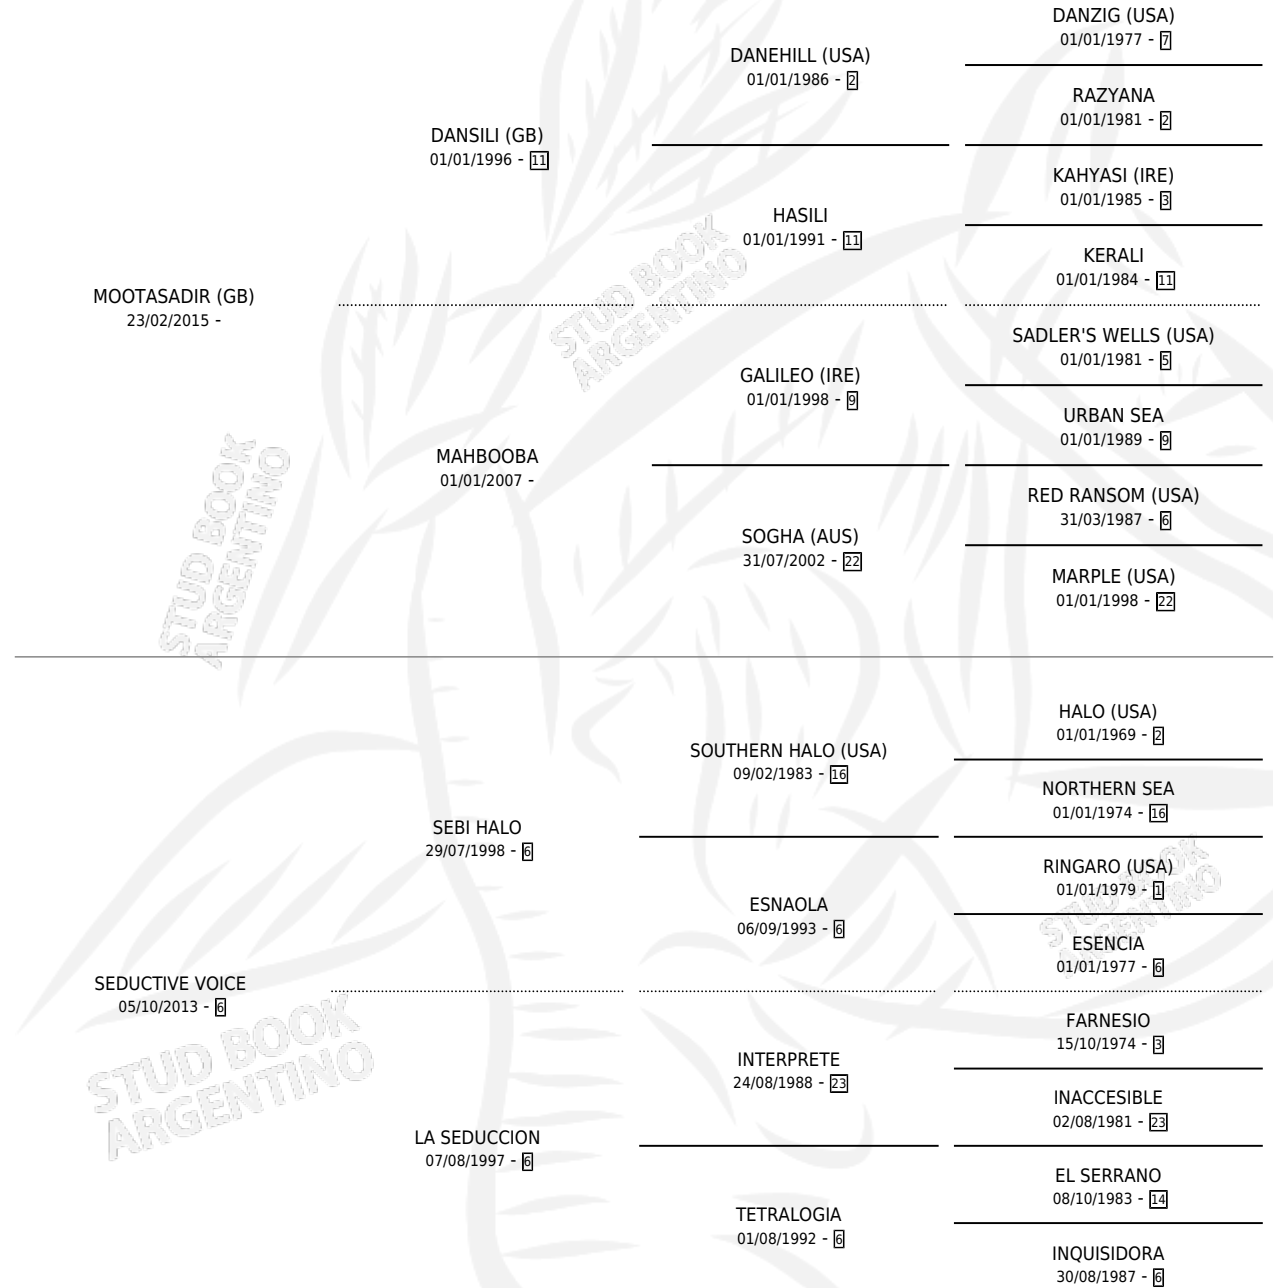 DANZIG (USA)
01/01/1977 - 7
DANEHILL (USA)
01/01/1986 - 2
RAZYANA
01/01/1981 - 2
DANSILI (GB)
01/01/1996 - 11
KAHYASI (IRE)
01/01/1985 - 3
HASILI
01/01/1991 - 11
KERALI
01/01/1984 - 11
MOOTASADIR (GB)
23/02/2015 -
SADLER'S WELLS (USA)
01/01/1981 - 5
GALILEO (IRE)
01/01/1998 - 9
URBAN SEA
01/01/1989 - 9
MAHBOOBA
01/01/2007 -
RED RANSOM (USA)
31/03/1987 - 6
SOGHA (AUS)
31/07/2002 - 22
MARPLE (USA)
01/01/1998 - 22
HALO (USA)
01/01/1969 - 2
SOUTHERN HALO (USA)
09/02/1983 - 16
NORTHERN SEA
01/01/1974 - 16
SEBI HALO
29/07/1998 - 6
RINGARO (USA)
01/01/1979 - 1
ESNAOLA
06/09/1993 - 6
ESENCIA
01/01/1977 - 6
SEDUCTIVE VOICE
05/10/2013 - 6
FARNESIO
15/10/1974 - 3
INTERPRETE
24/08/1988 - 23
INACCESIBLE
02/08/1981 - 23
LA SEDUCCION
07/08/1997 - 6
EL SERRANO
08/10/1983 - 14
TETRALOGIA
01/08/1992 - 6
INQUISIDORA
30/08/1987 - 6
STUD BOOK
ARGENTINO
STUD BOOK
ARGENTINO
STUD BOOK
ARGENTINO
STUD BOOK
ARGENTINO